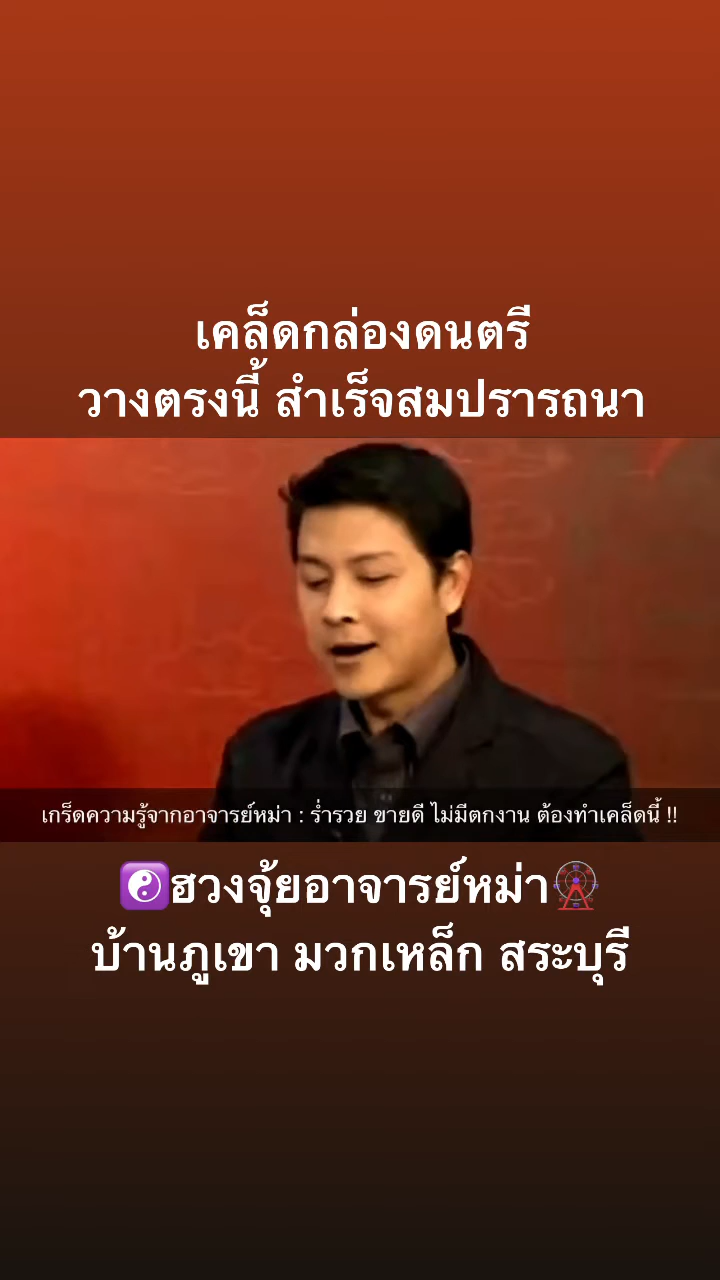 เคล็ดกล่องดนตรี
วางตรงนี้ สำเร็จสมปรารถนา
เกร็ดความรู้จากอาจารย์หม่า : ร่ำรวย ขายดี ไม่มีตกงาน ต้องทำเคล็ดนี้ !!
☯️ฮวงจุ้ยอาจารย์หม่า🎡
บ้านภูเขา มวกเหล็ก สระบุรี